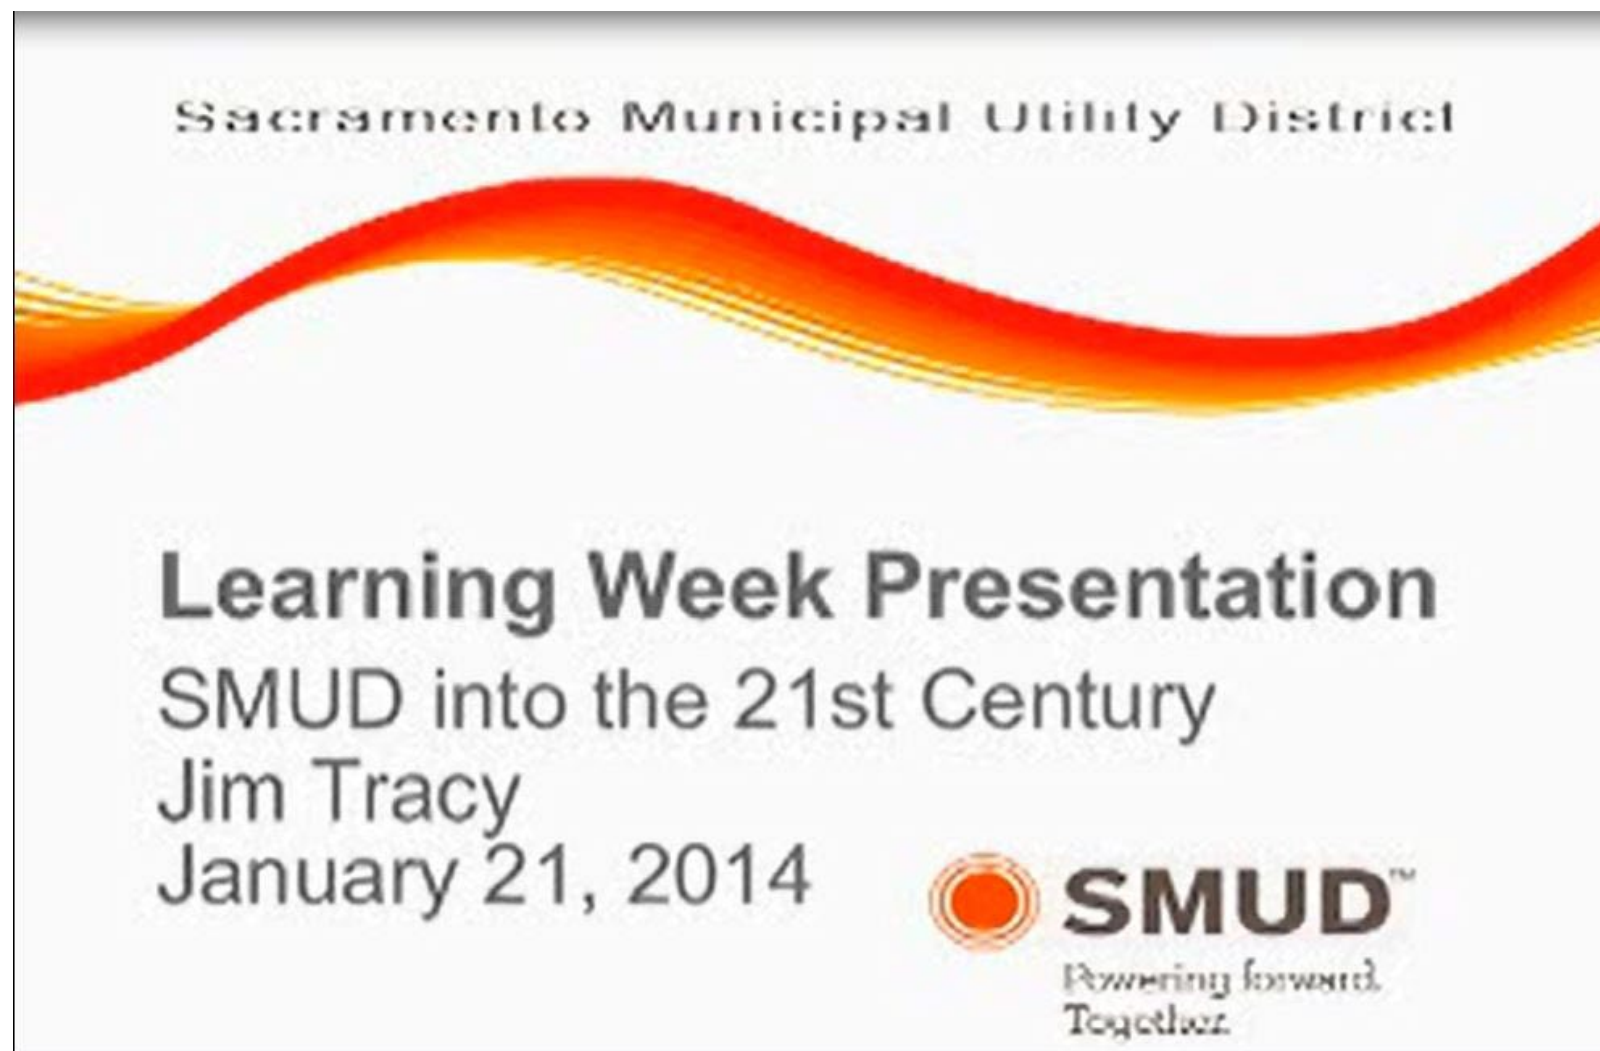 Sacramento Municipal Utility District
Learning Week Presentation
SMUD into the 21st Century
Jim Tracy
January 21, 2014
SMUD™
Powering forward.
Together.